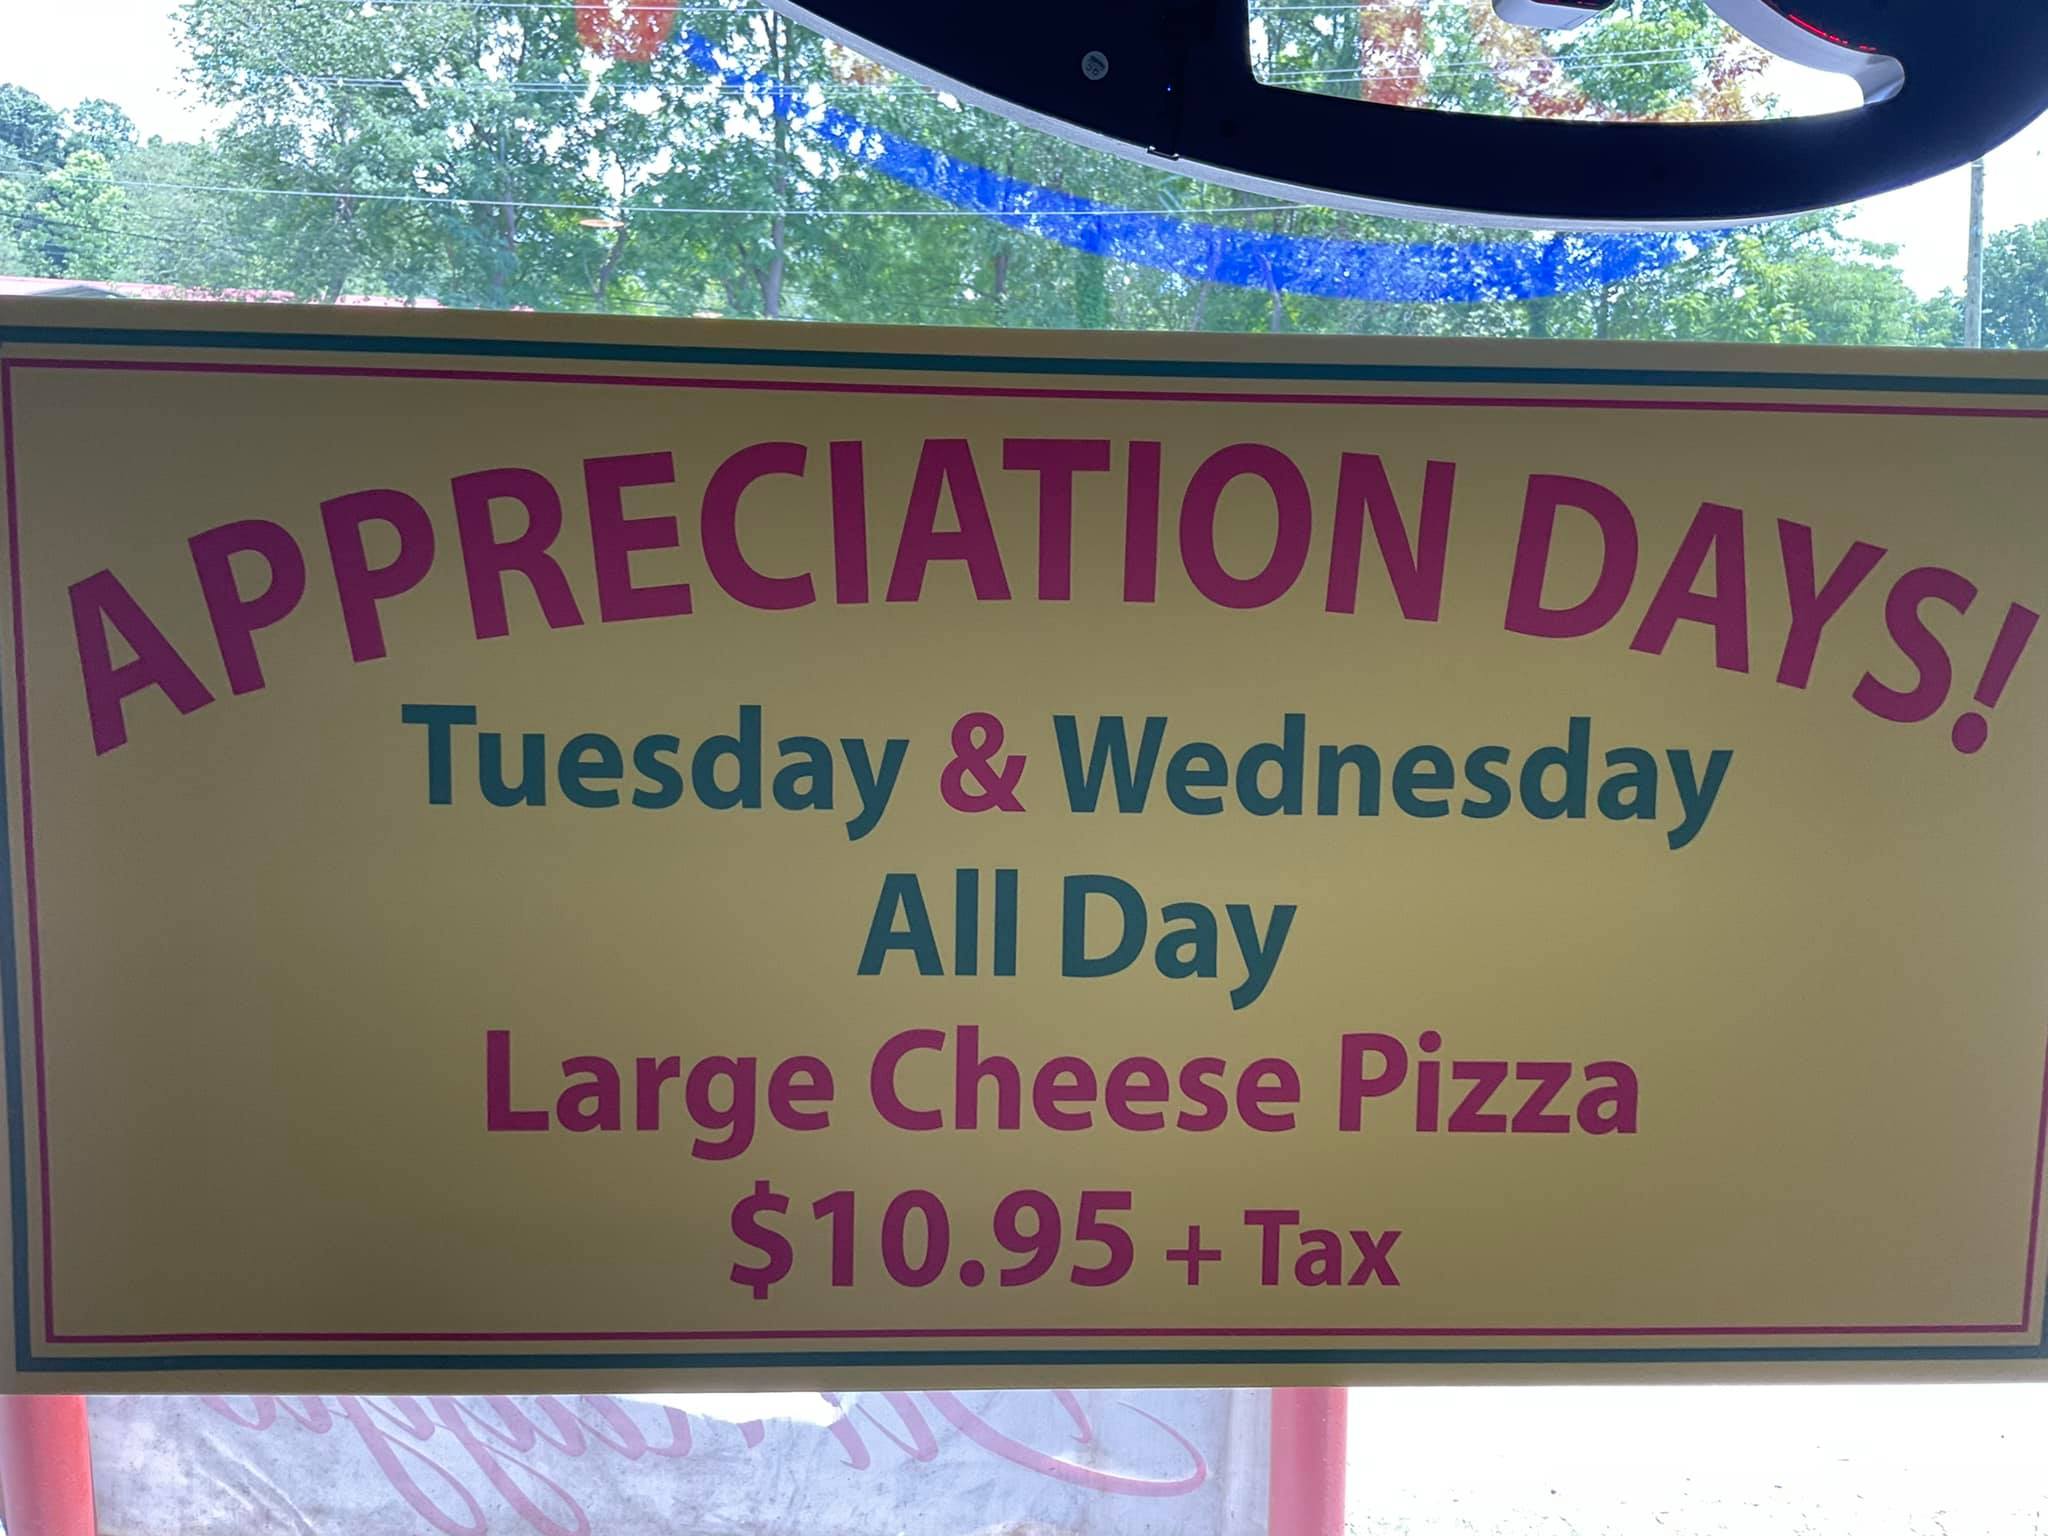 APPRECIATION DAYS!
Tuesday & Wednesday
All Day
Large Cheese Pizza
$10.95 + Tax